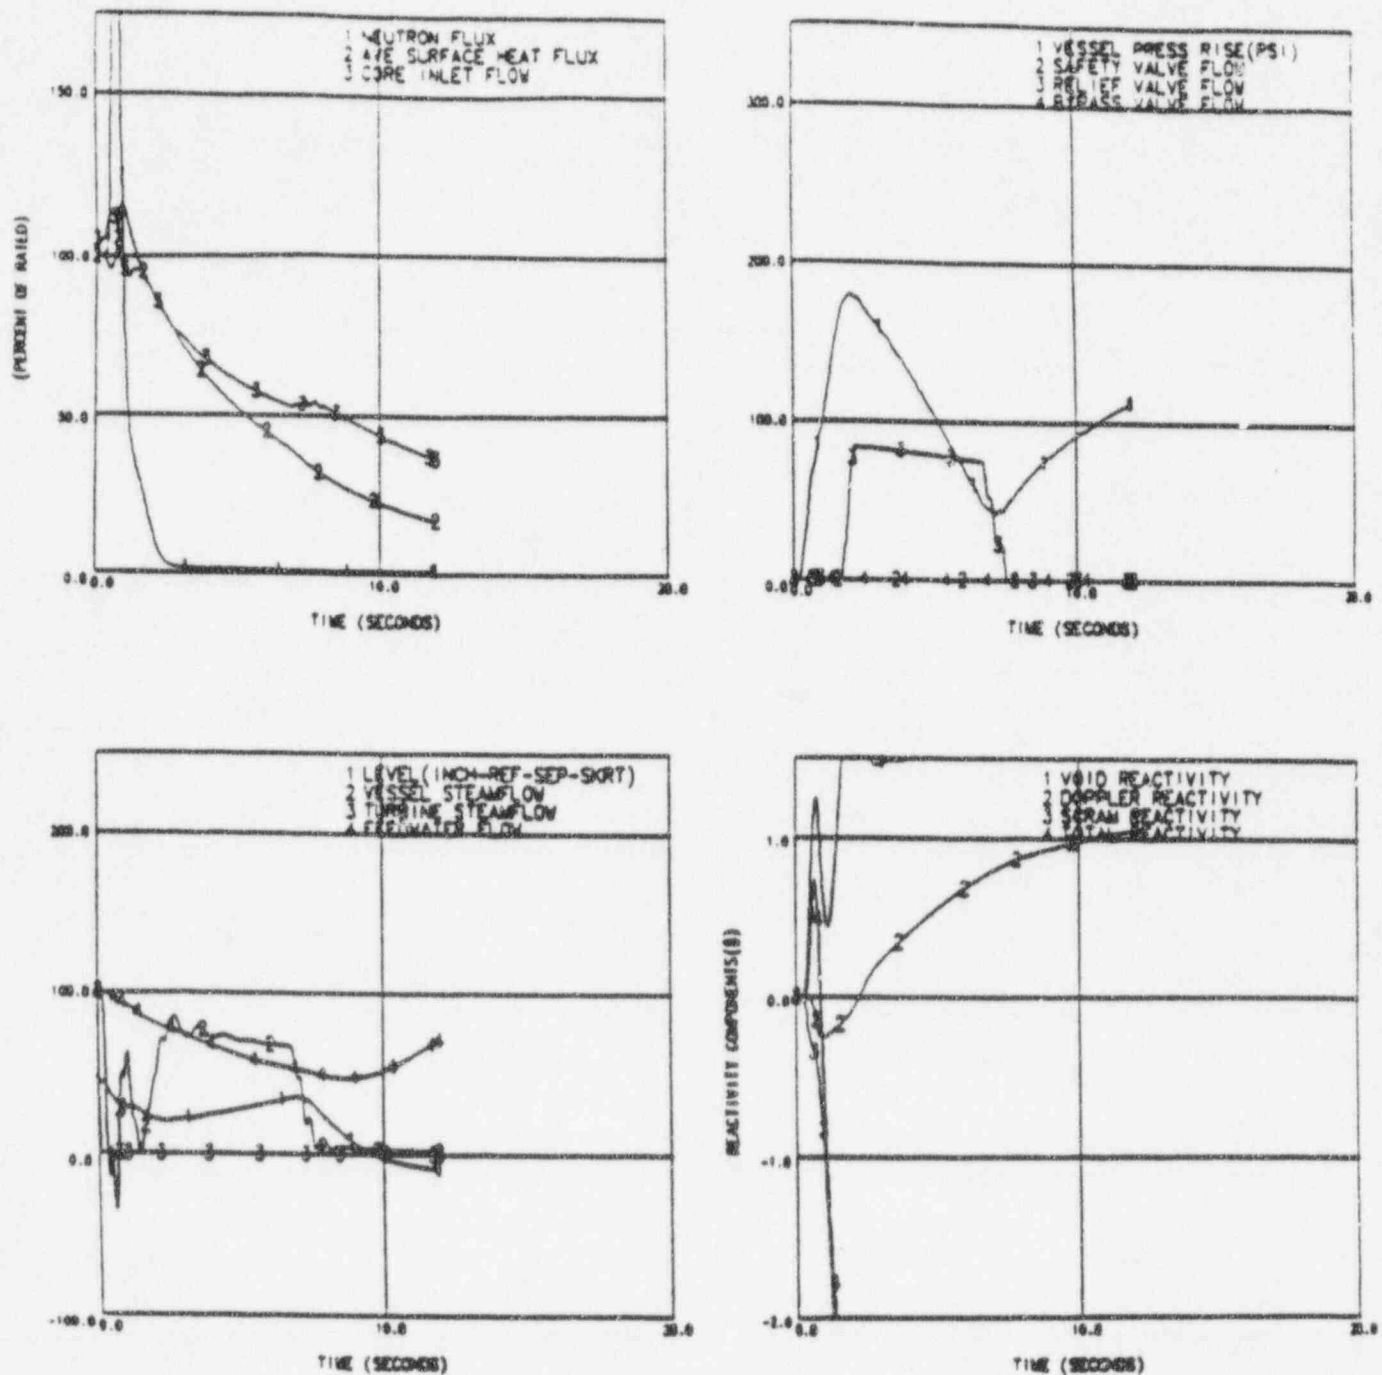 1 NEUTRON FLUX
2 AVE SURFACE HEAT FLUX
3 CORE INLET FLOW
150.0
100.0
50.0
0.0
0.0
10.0
20.0
(PERCENT OF RATED)
TIME (SECONDS)
1 VESSEL PRESS RISE(PSI)
2 SAFETY VALVE FLOW
3 RELIEF VALVE FLOW
4 BYPASS VALVE FLOW
300.0
200.0
100.0
0.0
0.0
10.0
20.0
TIME (SECONDS)
1 LEVEL(INCH-REF-SEP-SKRT)
2 VESSEL STEAMFLOW
3 TURBINE STEAMFLOW
4 FEEDWATER FLOW
200.0
100.0
0.0
-100.0
0.0
10.0
20.0
TIME (SECONDS)
1 VOID REACTIVITY
2 DOPPLER REACTIVITY
3 SCRAM REACTIVITY
4 TOTAL REACTIVITY
1.0
0.0
-1.0
-2.0
0.0
10.0
20.0
REACTIVITY COMPONENTS($)
TIME (SECONDS)